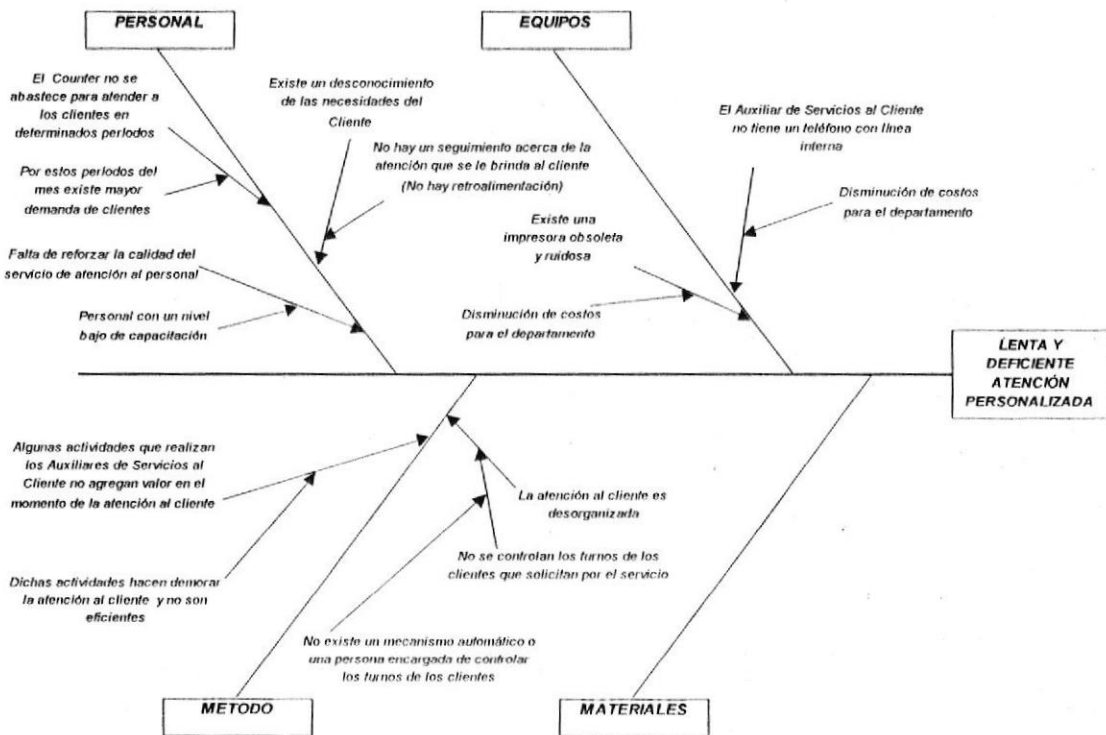 PERSONAL
EQUIPOS
El Counter no se
abastece para atender a
los clientes en
determinados períodos
Existe un desconocimiento
de las necesidades del
Cliente
El Auxiliar de Servicios al Cliente
no tiene un teléfono con línea
interna
No hay un seguimiento acerca de la
atención que se le brinda al cliente
(No hay retroalimentación)
Por estos períodos del
mes existe mayor
demanda de clientes
Disminución de costos
para el departamento
Existe una
impresora obsoleta
y ruidosa
Falta de reforzar la calidad del
servicio de atención al personal
Personal con un nivel
bajo de capacitación
Disminución de costos
para el departamento
LENTA Y
DEFICIENTE
ATENCIÓN
PERSONALIZADA
Algunas actividades que realizan
los Auxiliares de Servicios al
Cliente no agregan valor en el
momento de la atención al cliente
La atención al cliente es
desorganizada
No se controlan los turnos de los
clientes que solicitan por el servicio
Dichas actividades hacen demorar
la atención al cliente y no son
eficientes
No existe un mecanismo automático o
una persona encargada de controlar
los turnos de los clientes
METODO
MATERIALES